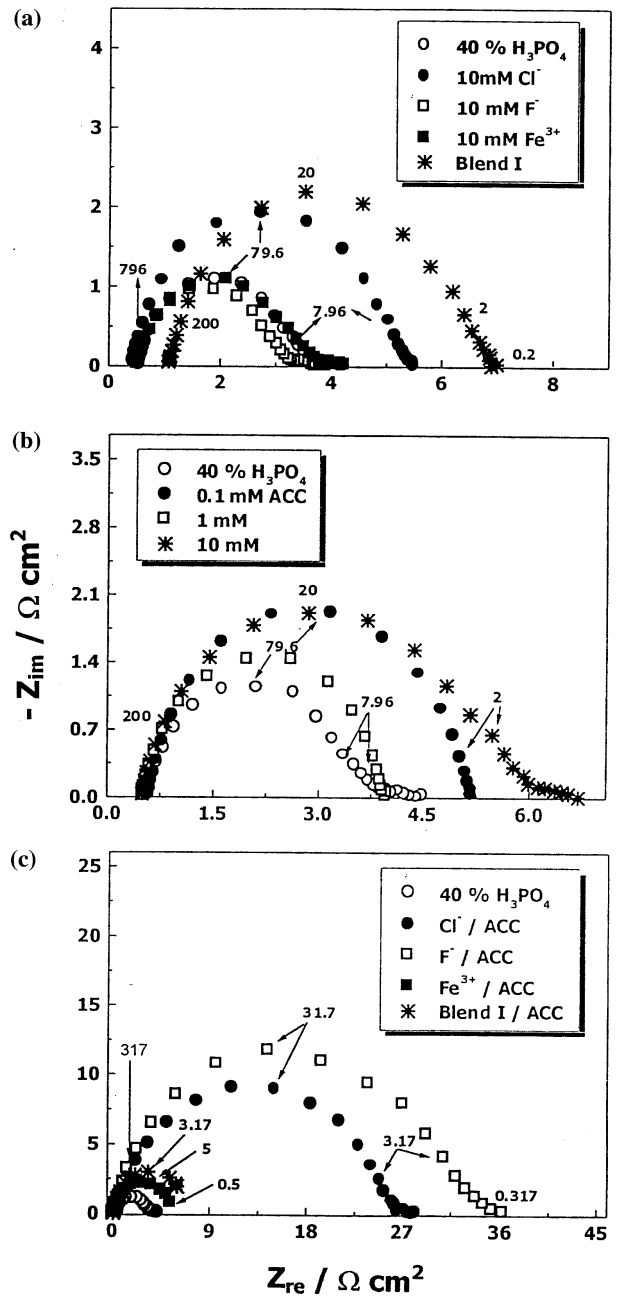 (a)
4
3
2
1
0
0
2
4
6
8
40 % H₃PO₄
10mM Cl⁻
10 mM F⁻
10 mM Fe³⁺
Blend I
20
796
79.6
7.96
200
2
0.2
(b)
3.5
2.8
2.1
1.4
0.7
0.0
0.0
1.5
3.0
4.5
6.0
40 % H₃PO₄
0.1 mM ACC
1 mM
10 mM
20
79.6
200
7.96
2
- Z_im / Ω cm²
(c)
25
20
15
10
5
0
0
9
18
27
36
45
40 % H₃PO₄
Cl⁻ / ACC
F⁻ / ACC
Fe³⁺ / ACC
Blend I / ACC
31.7
317
3.17
5
0.5
3.17
0.317
Z_re / Ω cm²